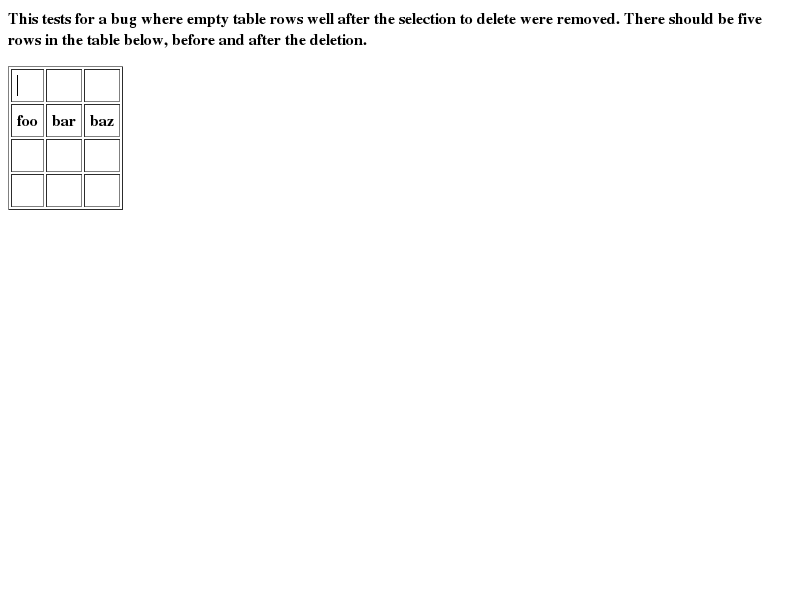 This tests for a bug where empty table rows well after the selection to delete were removed. There should be five
rows in the table below, before and after the deletion.
foo bar baz